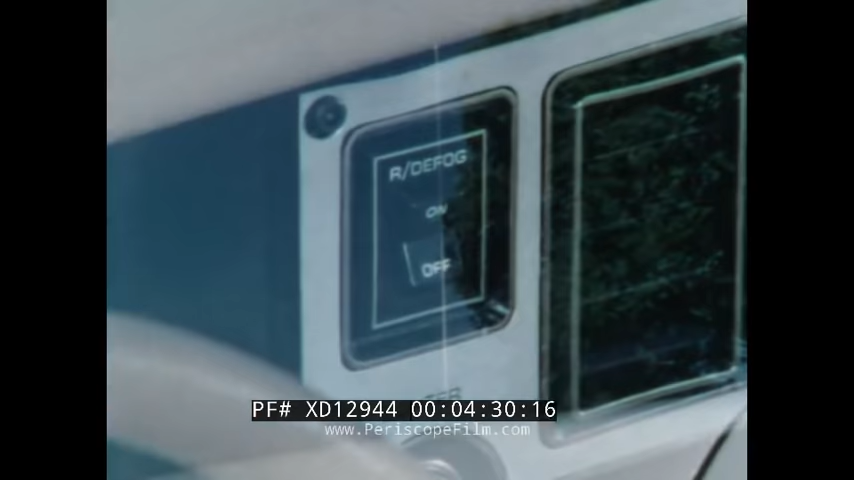 R/DEFOG
ON
OFF
PF# XD12944 00:04:30:16
www.PeriscopeFilm.com